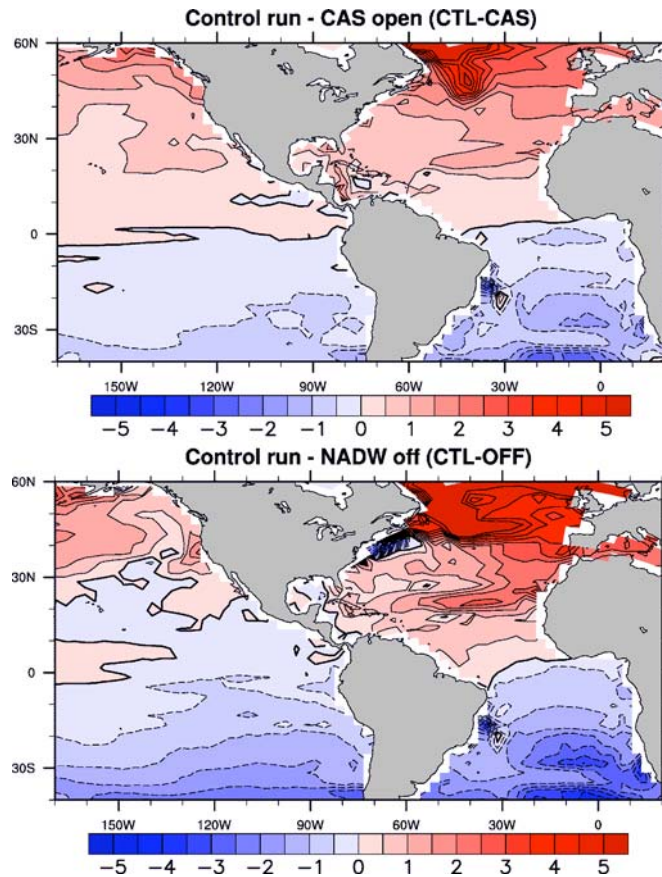 Control run - CAS open (CTL-CAS)
60N
30N
0
30S
150W 120W 90W 60W 30W 0
−5 −4 −3 −2 −1 0 1 2 3 4 5
Control run - NADW off (CTL-OFF)
60N
30N
0
30S
150W 120W 90W 60W 30W 0
−5 −4 −3 −2 −1 0 1 2 3 4 5